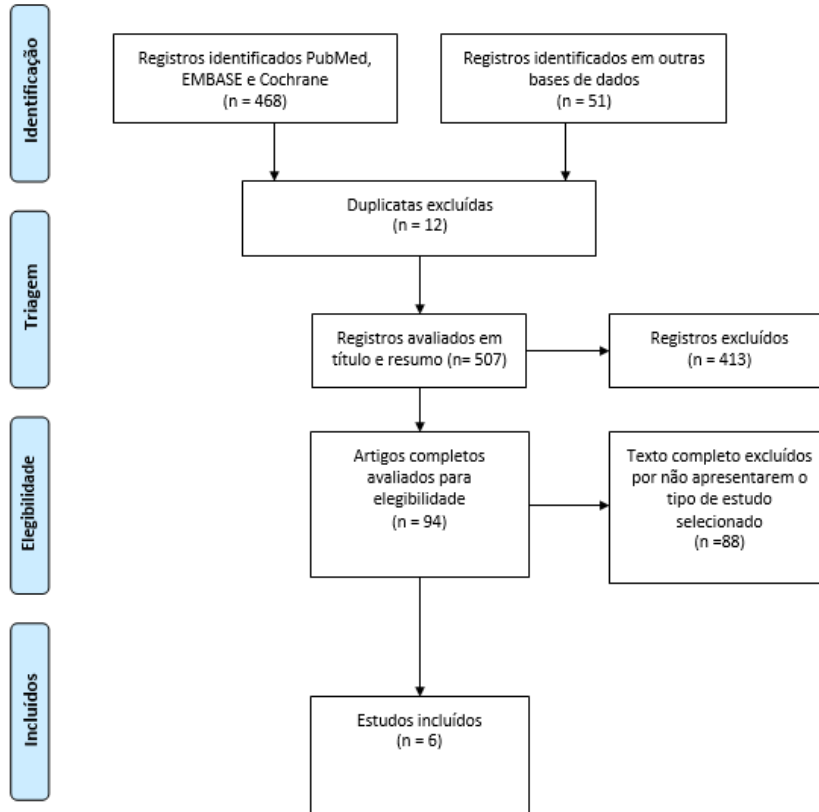 Identificação
Registros identificados PubMed,
EMBASE e Cochrane
(n = 468)
Registros identificados em outras
bases de dados
(n = 51)
Duplicatas excluídas
(n = 12)
Triagem
Registros avaliados em
título e resumo (n= 507)
Registros excluídos
(n = 413)
Elegibilidade
Artigos completos
avaliados para
elegibilidade
(n = 94)
Texto completo excluídos
por não apresentarem o
tipo de estudo
selecionado
(n =88)
Incluídos
Estudos incluídos
(n = 6)